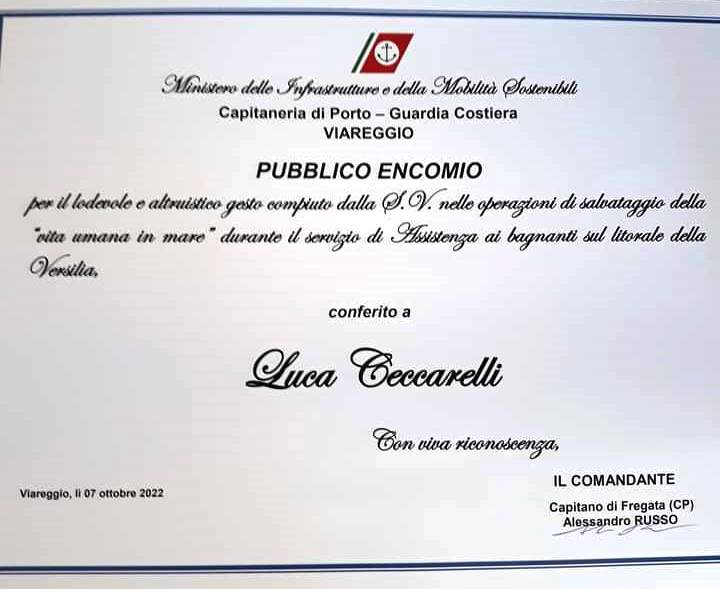 Ministero delle Infrastrutture e della Mobilità Sostenibili
Capitaneria di Porto – Guardia Costiera
VIAREGGIO
PUBBLICO ENCOMIO
per il lodevole e altruistico gesto compiuto dalla S.V. nelle operazioni di salvataggio della
"vita umana in mare" durante il servizio di Assistenza ai bagnanti sul litorale della
Versilia,
conferito a
Luca Ceccarelli
Con viva riconoscenza,
IL COMANDANTE
Viareggio, li 07 ottobre 2022
Capitano di Fregata (CP)
Alessandro RUSSO